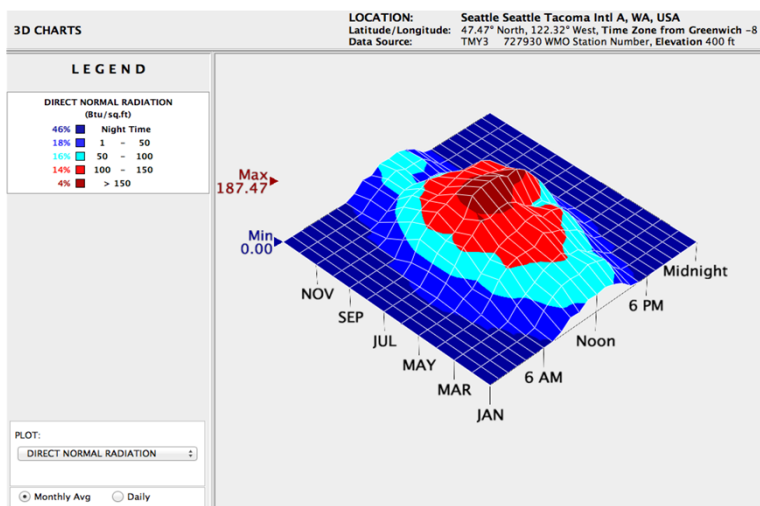 3D CHARTS
LOCATION: Seattle Seattle Tacoma Intl A, WA, USA
Latitude/Longitude: 47.47° North, 122.32° West, Time Zone from Greenwich -8
Data Source: TMY3 727930 WMO Station Number, Elevation 400 ft
LEGEND
DIRECT NORMAL RADIATION
(Btu/sq.ft)
46% Night Time
18% 1 - 50
16% 50 - 100
14% 100 - 150
4% > 150
Max
187.47
Min
0.00
NOV
SEP
JUL
MAY
MAR
JAN
6 AM
Noon
6 PM
Midnight
PLOT:
DIRECT NORMAL RADIATION
Monthly Avg Daily